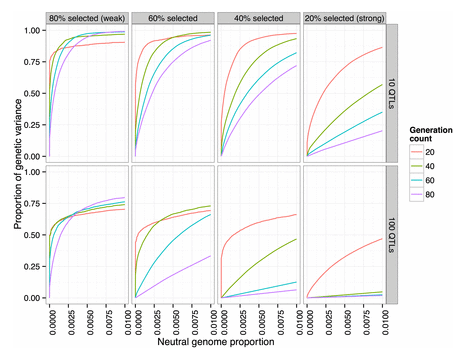 80% selected (weak) 60% selected 40% selected 20% selected (strong)
1.00
0.75
0.50
0.25
0.00
10 QTLs
1.00
0.75
0.50
0.25
0.00
100 QTLs
Proportion of genetic variance
0.0000 0.0025 0.0050 0.0075 0.0100 0.0000 0.0025 0.0050 0.0075 0.0100 0.0000 0.0025 0.0050 0.0075 0.0100 0.0000 0.0025 0.0050 0.0075 0.0100
Neutral genome proportion
Generation
count
20
40
60
80